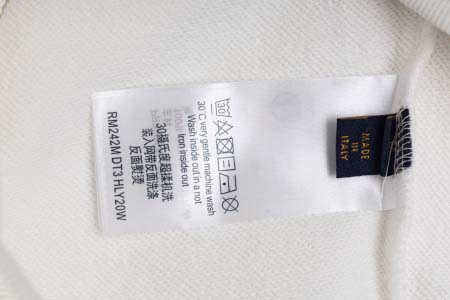 30°C very gentle machine wash
Wash inside out in a not
Iron inside out
30摄氏度超柔机洗
装入网带反面洗涤
反面熨烫
RM242M DT3 HLY20W
MADE
IN
ITALY